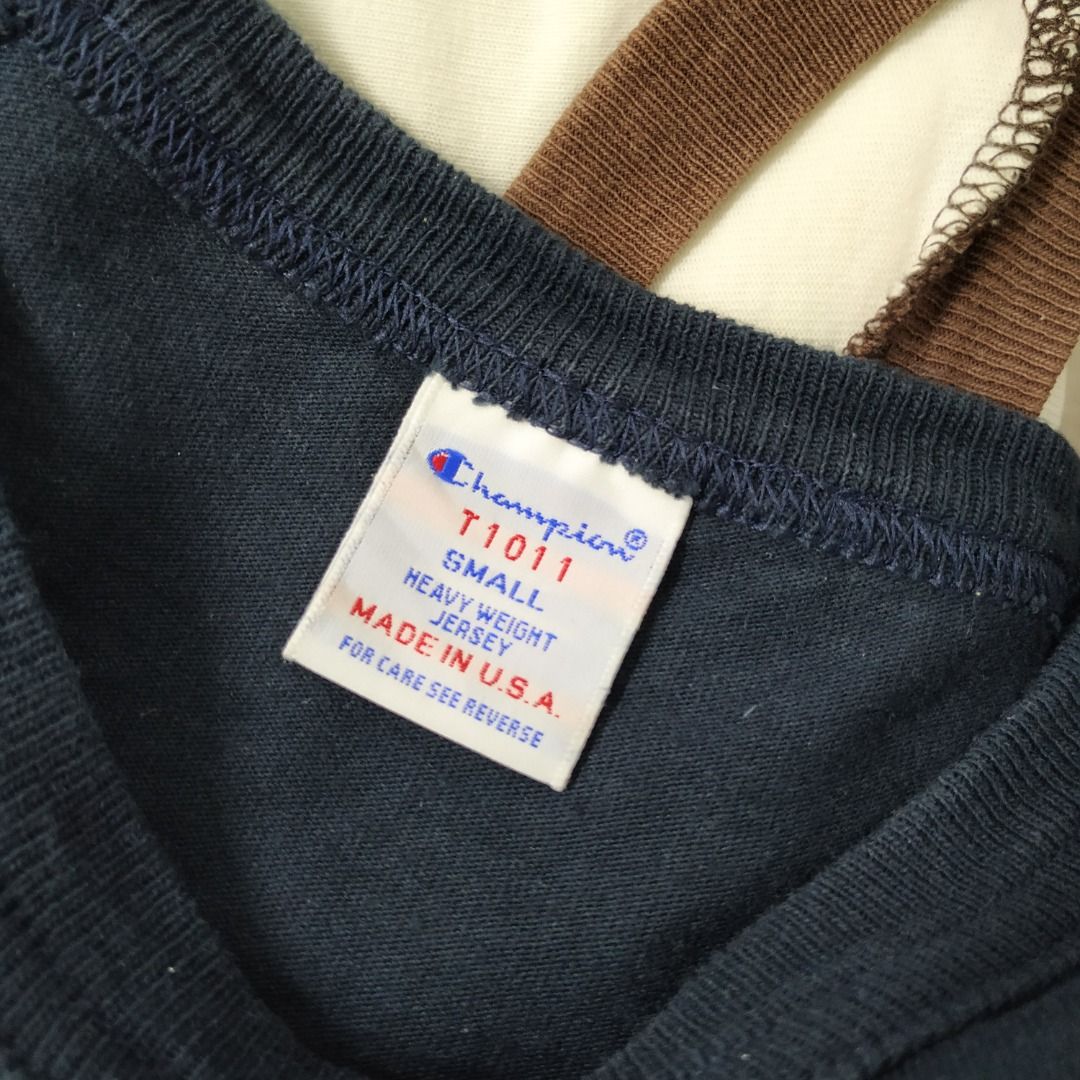 Champion®
T1011
SMALL
HEAVY WEIGHT
JERSEY
MADE IN U.S.A.
FOR CARE SEE REVERSE